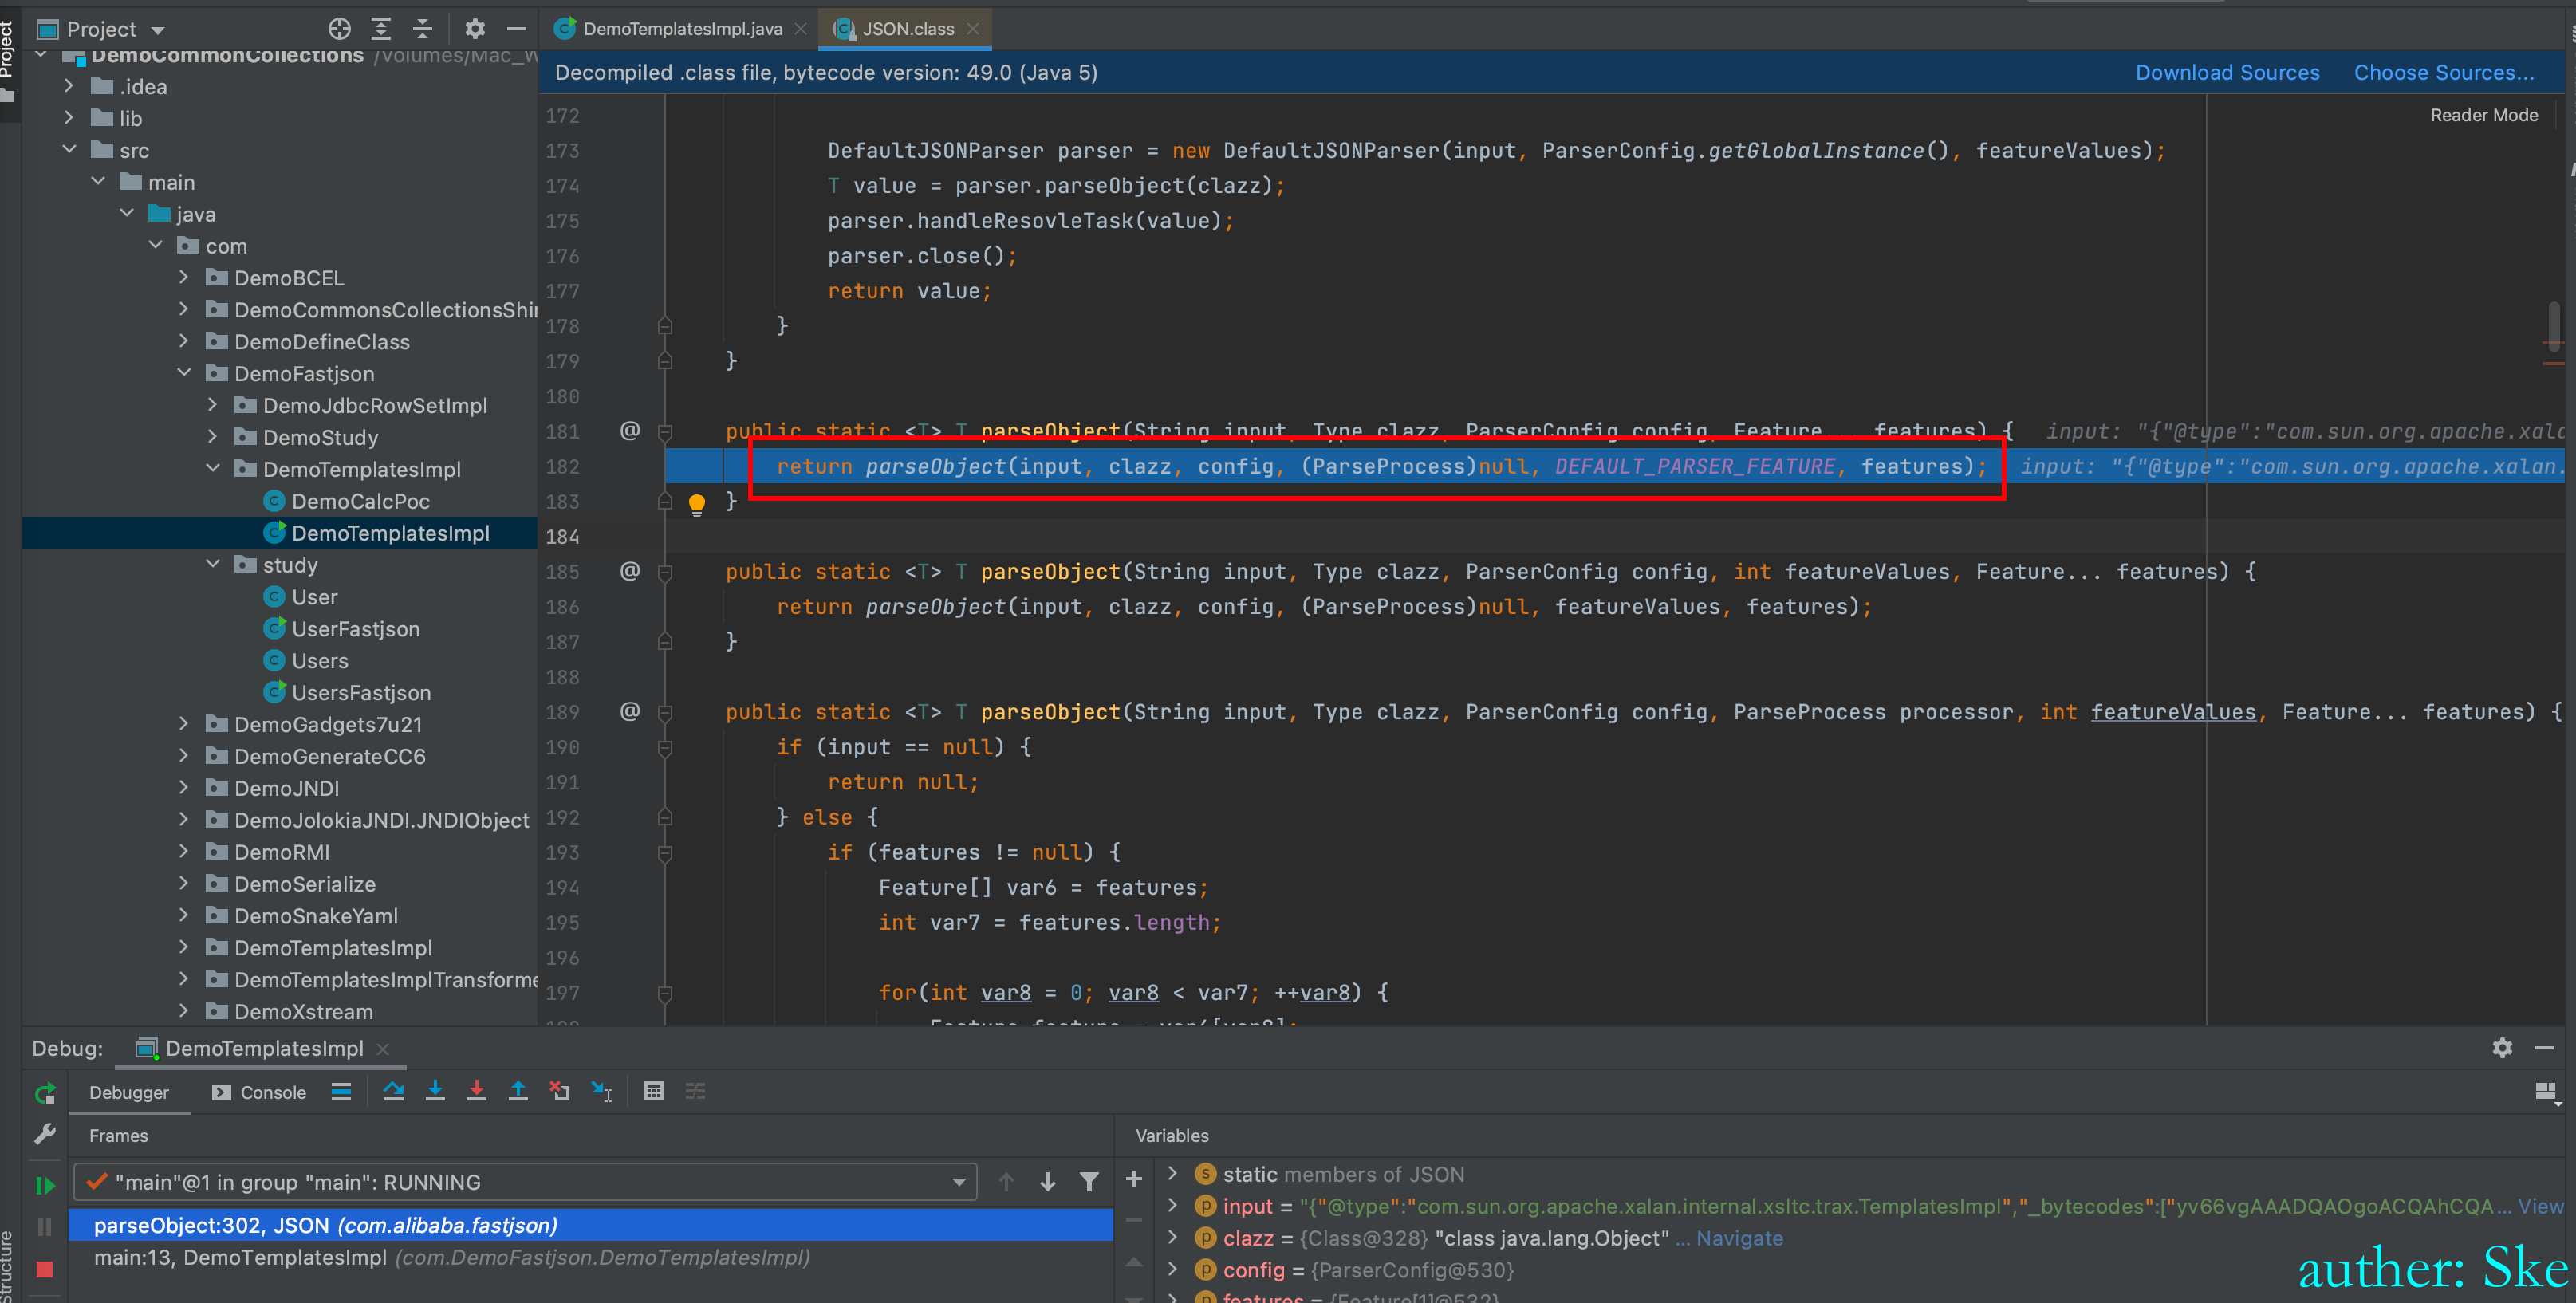 Project
DemoTemplatesImpl.java
JSON.class
DemoCommonCollections /Volumes/Mac_W
.idea
lib
src
main
java
com
DemoBCEL
DemoCommonsCollectionsShi
DemoDefineClass
DemoFastjson
DemoJdbcRowSetImpl
DemoStudy
DemoTemplatesImpl
DemoCalcPoc
DemoTemplatesImpl
study
User
UserFastjson
Users
UsersFastjson
DemoGadgets7u21
DemoGenerateCC6
DemoJNDI
DemoJolokiaJNDI.JNDIObject
DemoRMI
DemoSerialize
DemoSnakeYaml
DemoTemplatesImpl
DemoTemplatesImplTransforme
DemoXstream
Project
Structure
Decompiled .class file, bytecode version: 49.0 (Java 5)
Download Sources Choose Sources...
Reader Mode
172
173 DefaultJSONParser parser = new DefaultJSONParser(input, ParserConfig.getGlobalInstance(), featureValues);
174 T value = parser.parseObject(clazz);
175 parser.handleResovleTask(value);
176 parser.close();
177 return value;
178 }
179 }
180
181 @ public static <T> T parseObject(String input, Type clazz, ParserConfig config, Feature... features) { input: "{"@type":"com.sun.org.apache.xala
182 return parseObject(input, clazz, config, (ParseProcess)null, DEFAULT_PARSER_FEATURE, features); input: "{"@type":"com.sun.org.apache.xalan.
183 }
184
185 @ public static <T> T parseObject(String input, Type clazz, ParserConfig config, int featureValues, Feature... features) {
186 return parseObject(input, clazz, config, (ParseProcess)null, featureValues, features);
187 }
188
189 @ public static <T> T parseObject(String input, Type clazz, ParserConfig config, ParseProcess processor, int featureValues, Feature... features) {
190 if (input == null) {
191 return null;
192 } else {
193 if (features != null) {
194 Feature[] var6 = features;
195 int var7 = features.length;
196
197 for(int var8 = 0; var8 < var7; ++var8) {
Debug: DemoTemplatesImpl
Debugger Console
Frames
"main"@1 in group "main": RUNNING
parseObject:302, JSON (com.alibaba.fastjson)
main:13, DemoTemplatesImpl (com.DemoFastjson.DemoTemplatesImpl)
Variables
static members of JSON
input = "{"@type":"com.sun.org.apache.xalan.internal.xsltc.trax.TemplatesImpl","_bytecodes":["yv66vgAAADQAOgoACQAhCQA... View
clazz = {Class@328} "class java.lang.Object" ... Navigate
config = {ParserConfig@530}
features = {Feature[1]@532}
auther: Ske